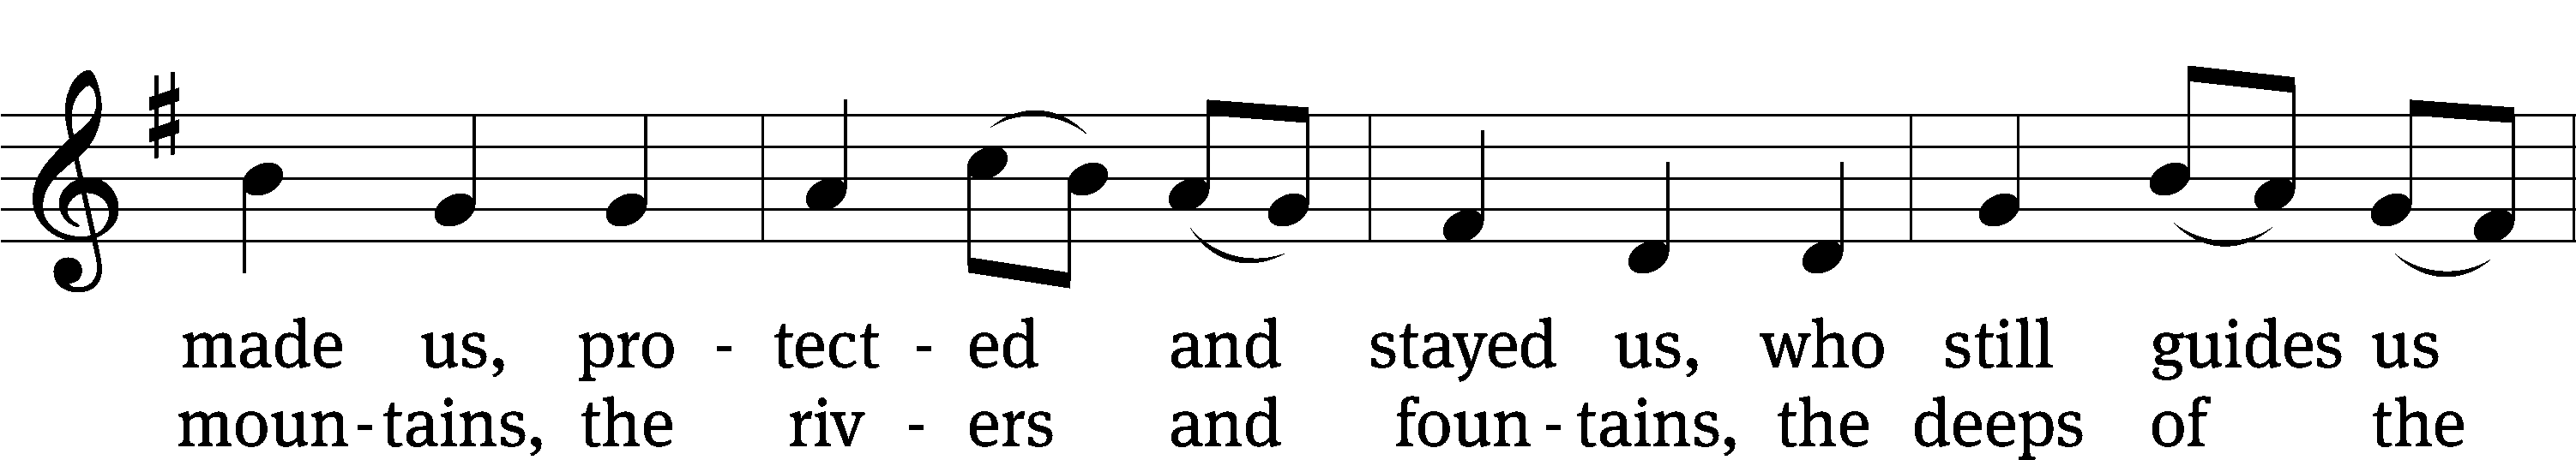 made us, pro - tect - ed and stayed us, who still guides us
moun - tains, the riv - ers and foun - tains, the deeps of the